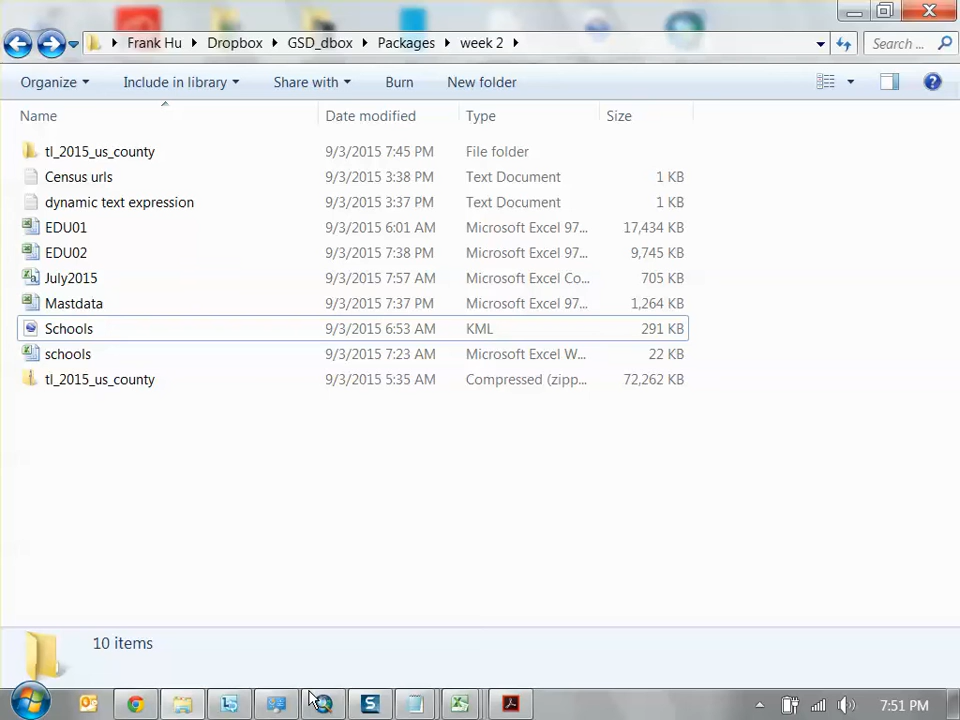 Frank Hu Dropbox GSD_dbox Packages week 2 Search ...
Organize Include in library Share with Burn New folder
Name Date modified Type Size
tl_2015_us_county 9/3/2015 7:45 PM File folder
Census urls 9/3/2015 3:38 PM Text Document 1 KB
dynamic text expression 9/3/2015 3:37 PM Text Document 1 KB
EDU01 9/3/2015 6:01 AM Microsoft Excel 97... 17,434 KB
EDU02 9/3/2015 7:38 PM Microsoft Excel 97... 9,745 KB
July2015 9/3/2015 7:57 AM Microsoft Excel Co... 705 KB
Mastdata 9/3/2015 7:37 PM Microsoft Excel 97... 1,264 KB
Schools 9/3/2015 6:53 AM KML 291 KB
schools 9/3/2015 7:23 AM Microsoft Excel W... 22 KB
tl_2015_us_county 9/3/2015 5:35 AM Compressed (zipp... 72,262 KB
10 items
7:51 PM